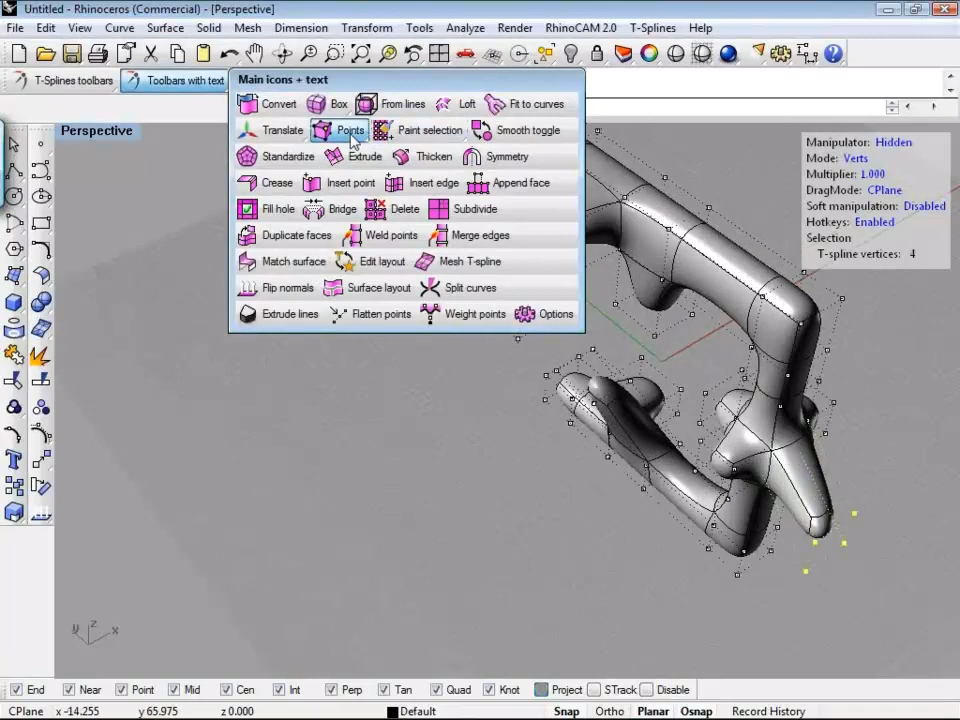 Untitled - Rhinoceros (Commercial) - [Perspective]
File Edit View Curve Surface Solid Mesh Dimension Transform Tools Analyze Render RhinoCAM 2.0 T-Splines Help
T-Splines toolbars Toolbars with text
Main icons + text
Convert Box From lines Loft Fit to curves
Translate Points Paint selection Smooth toggle
Standardize Extrude Thicken Symmetry
Crease Insert point Insert edge Append face
Fill hole Bridge Delete Subdivide
Duplicate faces Weld points Merge edges
Match surface Edit layout Mesh T-spline
Flip normals Surface layout Split curves
Extrude lines Flatten points Weight points Options
Perspective
Manipulator: Hidden
Mode: Verts
Multiplier: 1.000
DragMode: CPlane
Soft manipulation: Disabled
Hotkeys: Enabled
Selection
T-spline vertices: 4
y z x
End Near Point Mid Cen Int Perp Tan Quad Knot Project STrack Disable
CPlane x -14.255 y 65.975 z 0.000 Default Snap Ortho Planar Osnap Record History